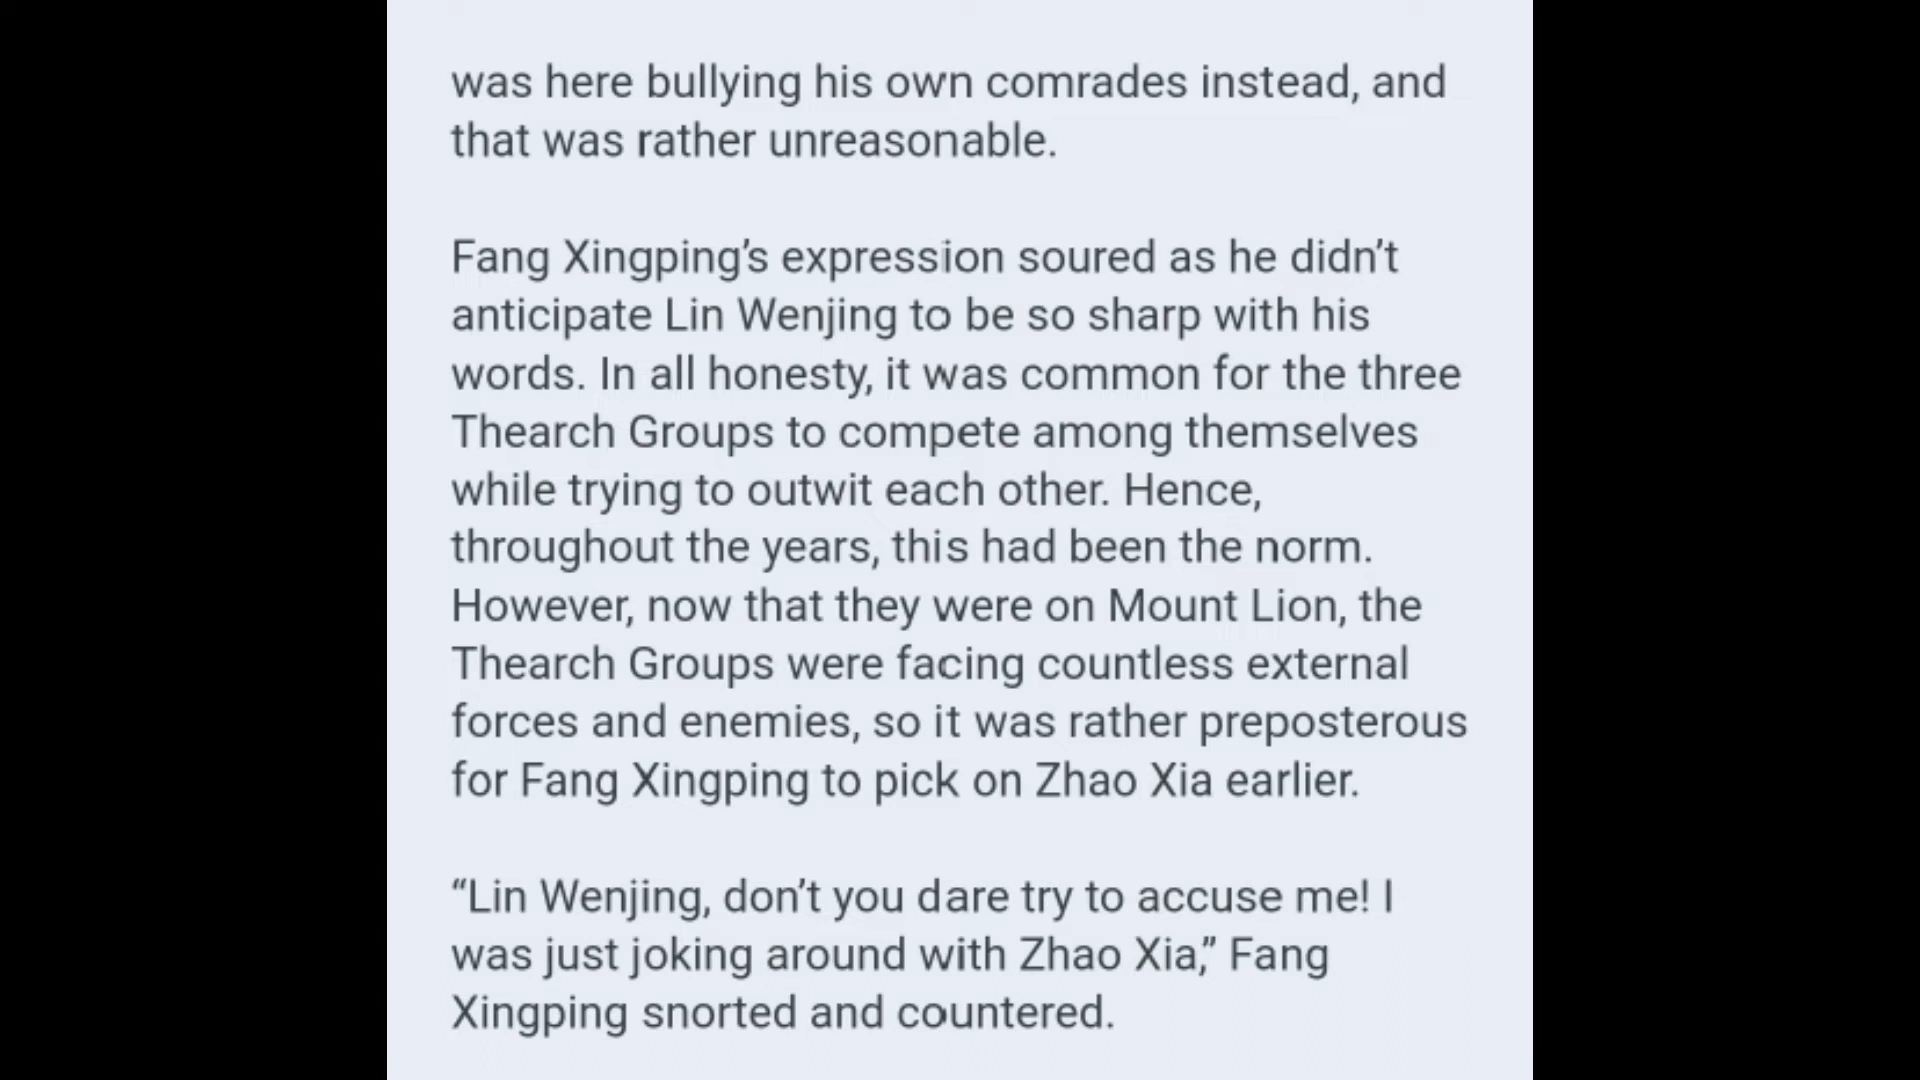 was here bullying his own comrades instead, and
that was rather unreasonable.
Fang Xingping’s expression soured as he didn’t
anticipate Lin Wenjing to be so sharp with his
words. In all honesty, it was common for the three
Thearch Groups to compete among themselves
while trying to outwit each other. Hence,
throughout the years, this had been the norm.
However, now that they were on Mount Lion, the
Thearch Groups were facing countless external
forces and enemies, so it was rather preposterous
for Fang Xingping to pick on Zhao Xia earlier.
“Lin Wenjing, don’t you dare try to accuse me! I
was just joking around with Zhao Xia,” Fang
Xingping snorted and countered.